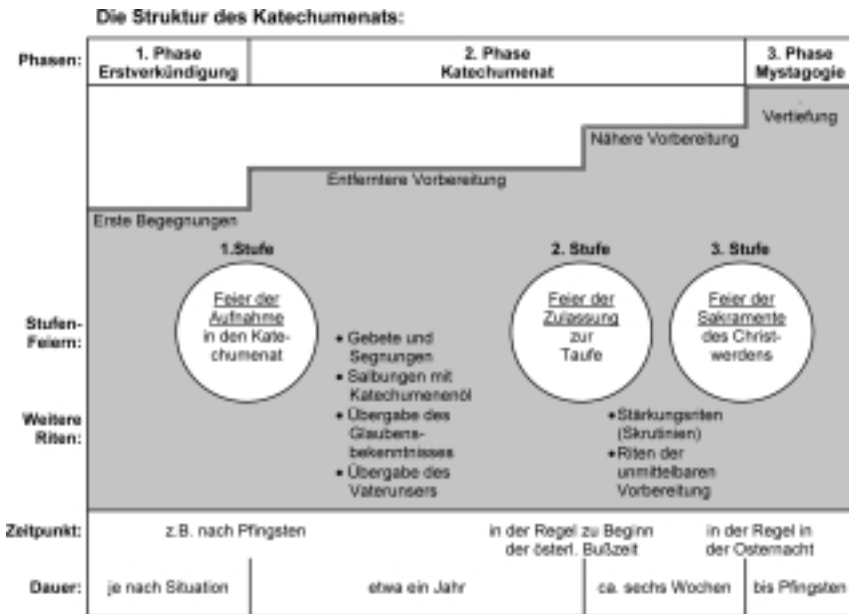 Die Struktur des Katechumenats:
Phasen:
1. Phase
Erstverkündigung
2. Phase
Katechumenat
3. Phase
Mystagogie
Vertiefung
Nähere Vorbereitung
Entferntere Vorbereitung
Erste Begegnungen
1.Stufe
2. Stufe
3. Stufe
Stufen-
Feiern:
Feier der
Aufnahme
in den Kate-
chumenat
Feier der
Zulassung
zur
Taufe
Feier der
Sakramente
des Christ-
werdens
Weitere
Riten:
• Gebete und
Segnungen
• Salbungen mit
Katechumenenöl
• Übergabe des
Glaubens-
bekenntnisses
• Übergabe des
Vaterunsers
• Stärkungsriten
(Skrutinien)
• Riten der
unmittelbaren
Vorbereitung
Zeitpunkt:
z.B. nach Pfingsten
in der Regel zu Beginn
der österl. Bußzeit
in der Regel in
der Osternacht
Dauer:
je nach Situation
etwa ein Jahr
ca. sechs Wochen
bis Pfingsten